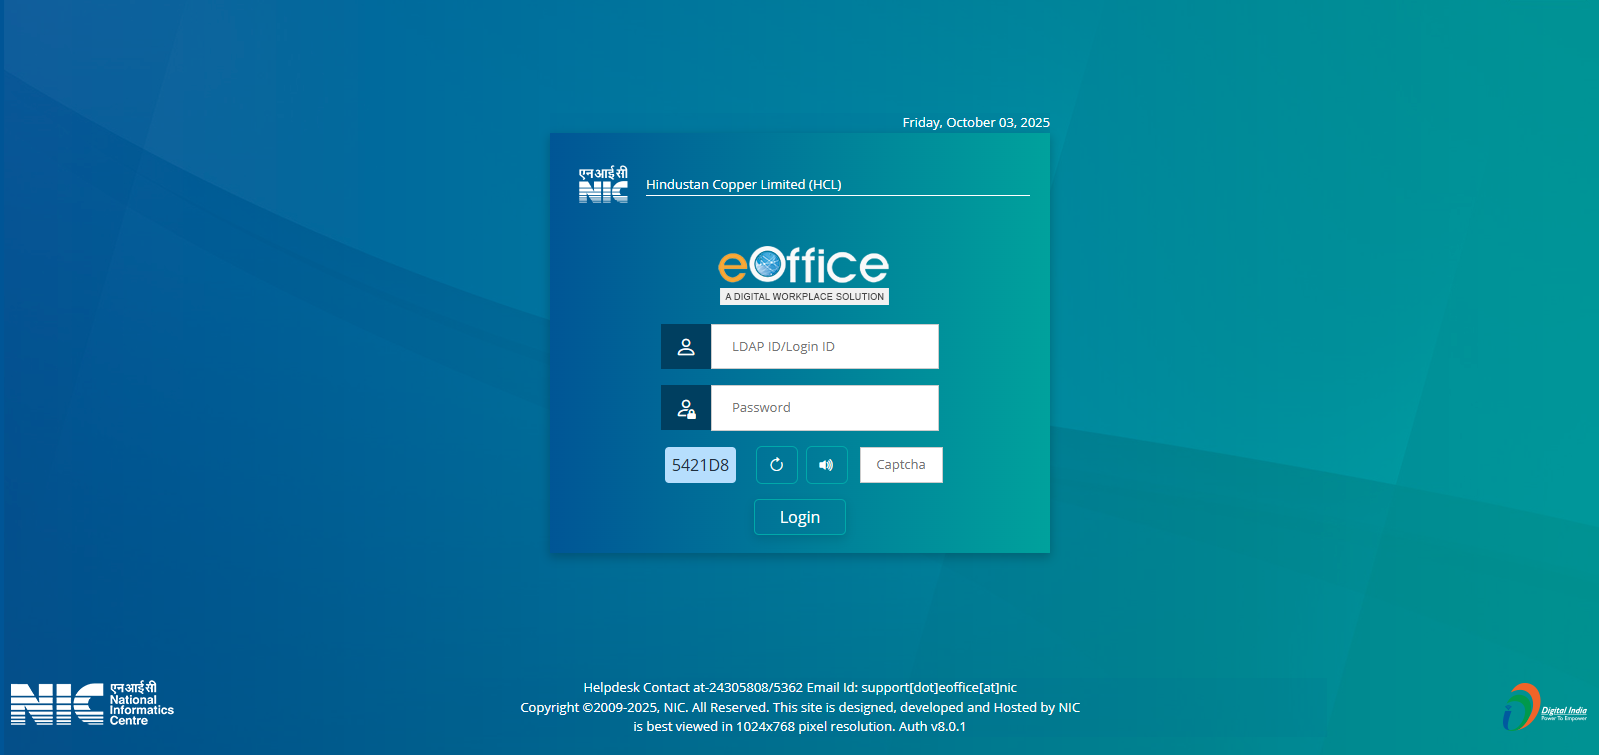 Friday, October 03, 2025
एनआईसी
NIC
Hindustan Copper Limited (HCL)
eOffice
A DIGITAL WORKPLACE SOLUTION
LDAP ID/Login ID
Password
5421D8
Captcha
Login
Helpdesk Contact at-24305808/5362 Email Id: support[dot]eoffice[at]nic
Copyright ©2009-2025, NIC. All Reserved. This site is designed, developed and Hosted by NIC
is best viewed in 1024x768 pixel resolution. Auth v8.0.1
NIC
एनआईसी
National
Informatics
Centre
Digital India
Power To Empower